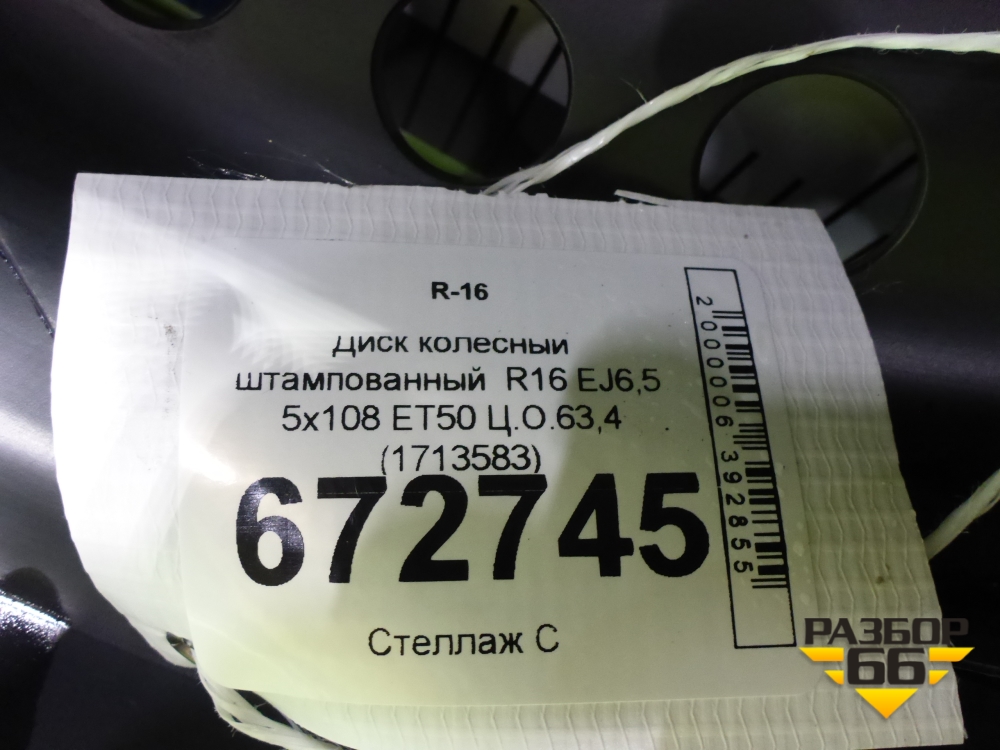 R-16
диск колесный
штампованный R16 EJ6,5
5x108 ET50 Ц.О.63,4
(1713583)
672745
Стеллаж С
2000006392855
РАЗБОР
66